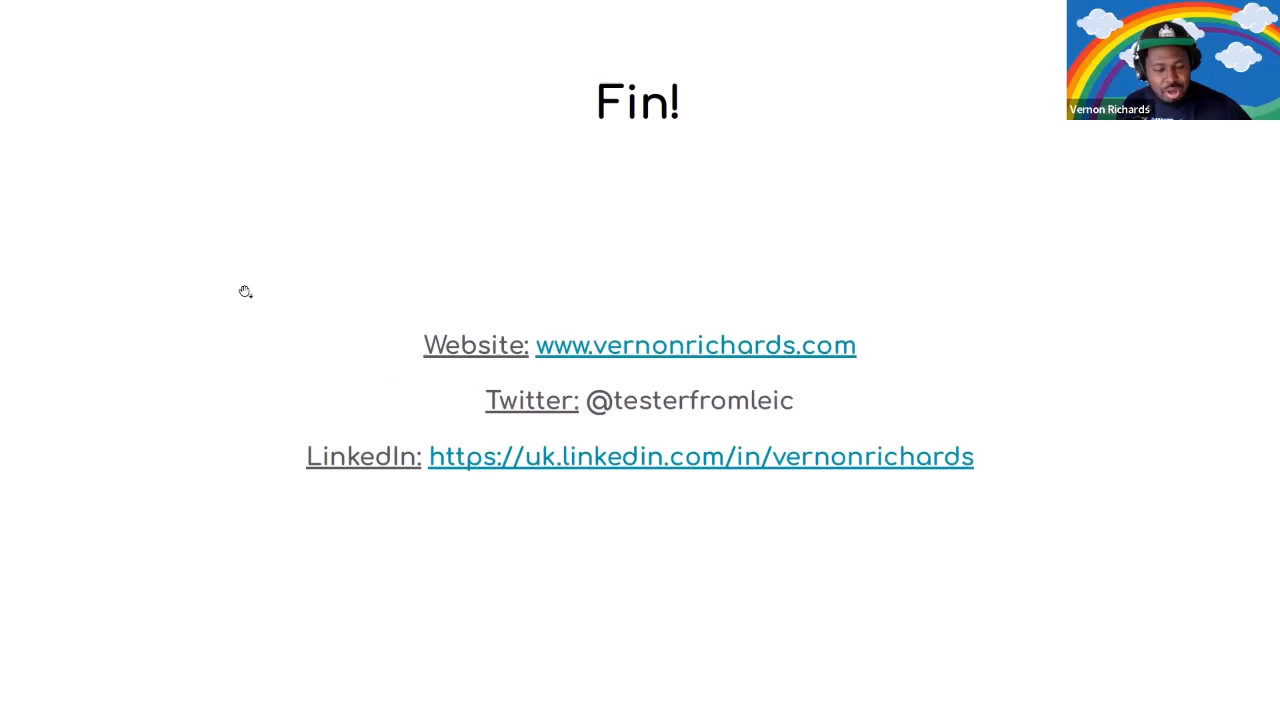 Fin!
Vernon Richards
Website: www.vernonrichards.com
Twitter: @testerfromleic
LinkedIn: https://uk.linkedin.com/in/vernonrichards